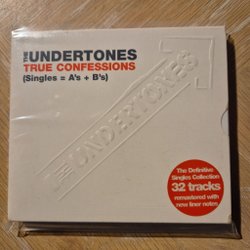 THE UNDERTONES
TRUE CONFESSIONS
(Singles = A's + B's)
THE UNDERTONES
The Definitive
Singles Collection
32 tracks
remastered with
new liner notes